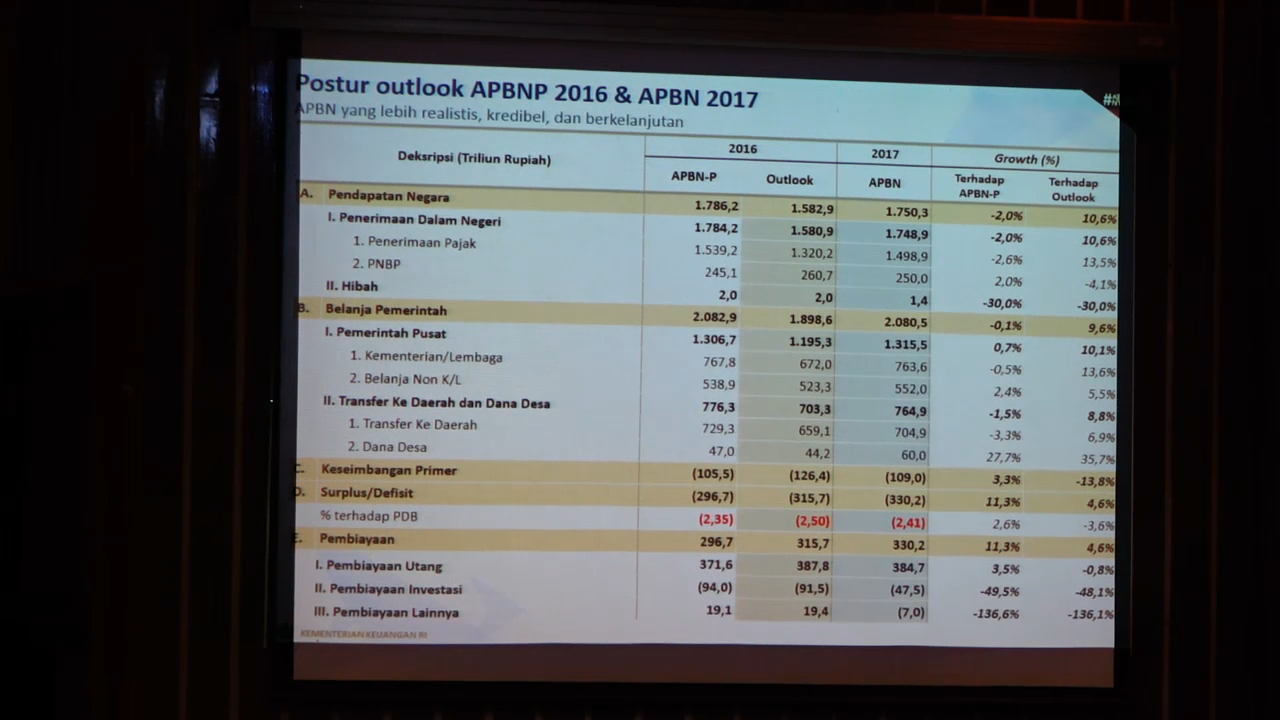 Postur outlook APBNP 2016 & APBN 2017
APBN yang lebih realistis, kredibel, dan berkelanjutan
Deksripsi (Triliun Rupiah) 2016 2017 Growth (%)
APBN-P Outlook APBN Terhadap APBN-P Terhadap Outlook
A. Pendapatan Negara 1.786,2 1.582,9 1.750,3 -2,0% 10,6%
I. Penerimaan Dalam Negeri 1.784,2 1.580,9 1.748,9 -2,0% 10,6%
1. Penerimaan Pajak 1.539,2 1.320,2 1.498,9 -2,6% 13,5%
2. PNBP 245,1 260,7 250,0 2,0% -4,1%
II. Hibah 2,0 2,0 1,4 -30,0% -30,0%
B. Belanja Pemerintah 2.082,9 1.898,6 2.080,5 -0,1% 9,6%
I. Pemerintah Pusat 1.306,7 1.195,3 1.315,5 0,7% 10,1%
1. Kementerian/Lembaga 767,8 672,0 763,6 -0,5% 13,6%
2. Belanja Non K/L 538,9 523,3 552,0 2,4% 5,5%
II. Transfer Ke Daerah dan Dana Desa 776,3 703,3 764,9 -1,5% 8,8%
1. Transfer Ke Daerah 729,3 659,1 704,9 -3,3% 6,9%
2. Dana Desa 47,0 44,2 60,0 27,7% 35,7%
C. Keseimbangan Primer (105,5) (126,4) (109,0) 3,3% -13,8%
D. Surplus/Defisit (296,7) (315,7) (330,2) 11,3% 4,6%
% terhadap PDB (2,35) (2,50) (2,41) 2,6% -3,6%
E. Pembiayaan 296,7 315,7 330,2 11,3% 4,6%
I. Pembiayaan Utang 371,6 387,8 384,7 3,5% -0,8%
II. Pembiayaan Investasi (94,0) (91,5) (47,5) -49,5% -48,1%
III. Pembiayaan Lainnya 19,1 19,4 (7,0) -136,6% -136,1%
KEMENTERIAN KEUANGAN RI